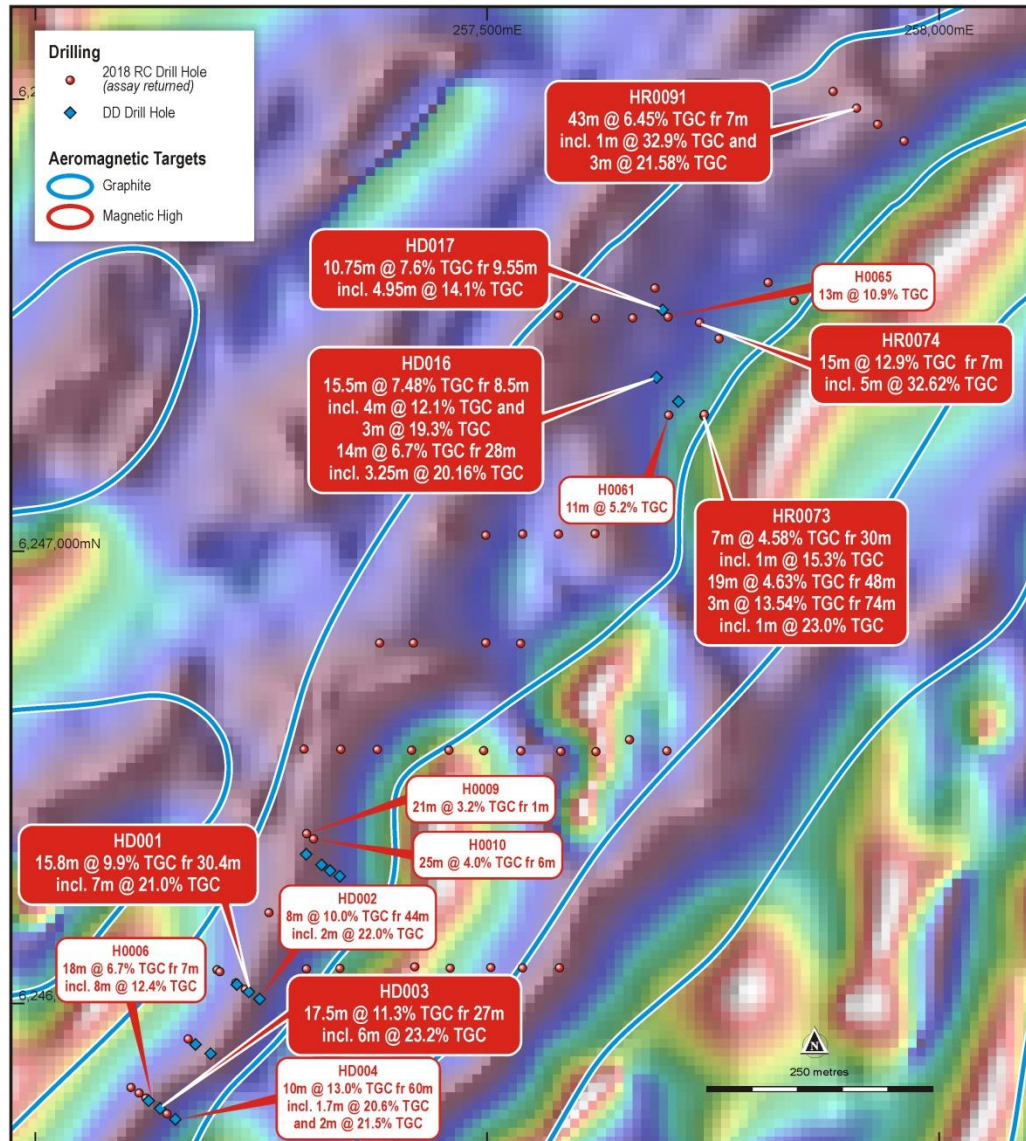 257,500mE
258,000mE
Drilling
2018 RC Drill Hole
(assay returned)
DD Drill Hole
Aeromagnetic Targets
Graphite
Magnetic High
HR0091
43m @ 6.45% TGC fr 7m
incl. 1m @ 32.9% TGC and
3m @ 21.58% TGC
HD017
10.75m @ 7.6% TGC fr 9.55m
incl. 4.95m @ 14.1% TGC
H0065
13m @ 10.9% TGC
HR0074
15m @ 12.9% TGC fr 7m
incl. 5m @ 32.62% TGC
HD016
15.5m @ 7.48% TGC fr 8.5m
incl. 4m @ 12.1% TGC and
3m @ 19.3% TGC
14m @ 6.7% TGC fr 28m
incl. 3.25m @ 20.16% TGC
H0061
11m @ 5.2% TGC
HR0073
7m @ 4.58% TGC fr 30m
incl. 1m @ 15.3% TGC
19m @ 4.63% TGC fr 48m
3m @ 13.54% TGC fr 74m
incl. 1m @ 23.0% TGC
6,247,000mN
H0009
21m @ 3.2% TGC fr 1m
H0010
25m @ 4.0% TGC fr 6m
HD001
15.8m @ 9.9% TGC fr 30.4m
incl. 7m @ 21.0% TGC
HD002
8m @ 10.0% TGC fr 44m
incl. 2m @ 22.0% TGC
H0006
18m @ 6.7% TGC fr 7m
incl. 8m @ 12.4% TGC
HD003
17.5m @ 11.3% TGC fr 27m
incl. 6m @ 23.2% TGC
HD004
10m @ 13.0% TGC fr 60m
incl. 1.7m @ 20.6% TGC
and 2m @ 21.5% TGC
N
250 metres